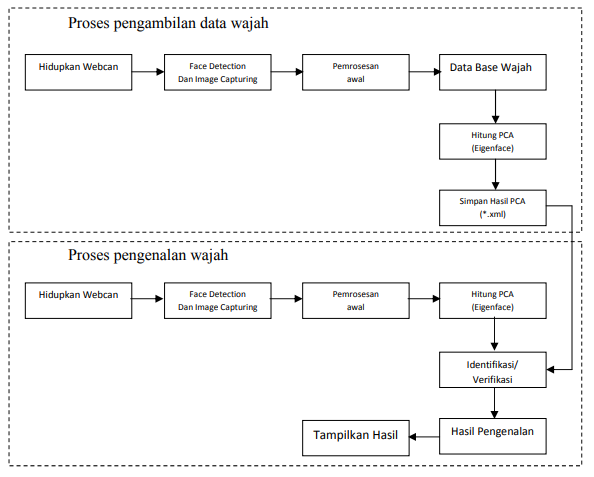 Proses pengambilan data wajah
Hidupkan Webcan
Face Detection
Dan Image Capturing
Pemrosesan
awal
Data Base Wajah
Hitung PCA
(Eigenface)
Simpan Hasil PCA
(*.xml)
Proses pengenalan wajah
Hidupkan Webcan
Face Detection
Dan Image Capturing
Pemrosesan
awal
Hitung PCA
(Eigenface)
Identifikasi/
Verifikasi
Hasil Pengenalan
Tampilkan Hasil